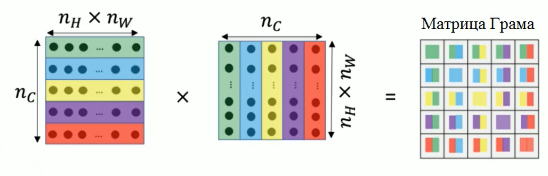 n_H × n_W
n_C
×
n_C
n_H × n_W
=
Матрица Грама